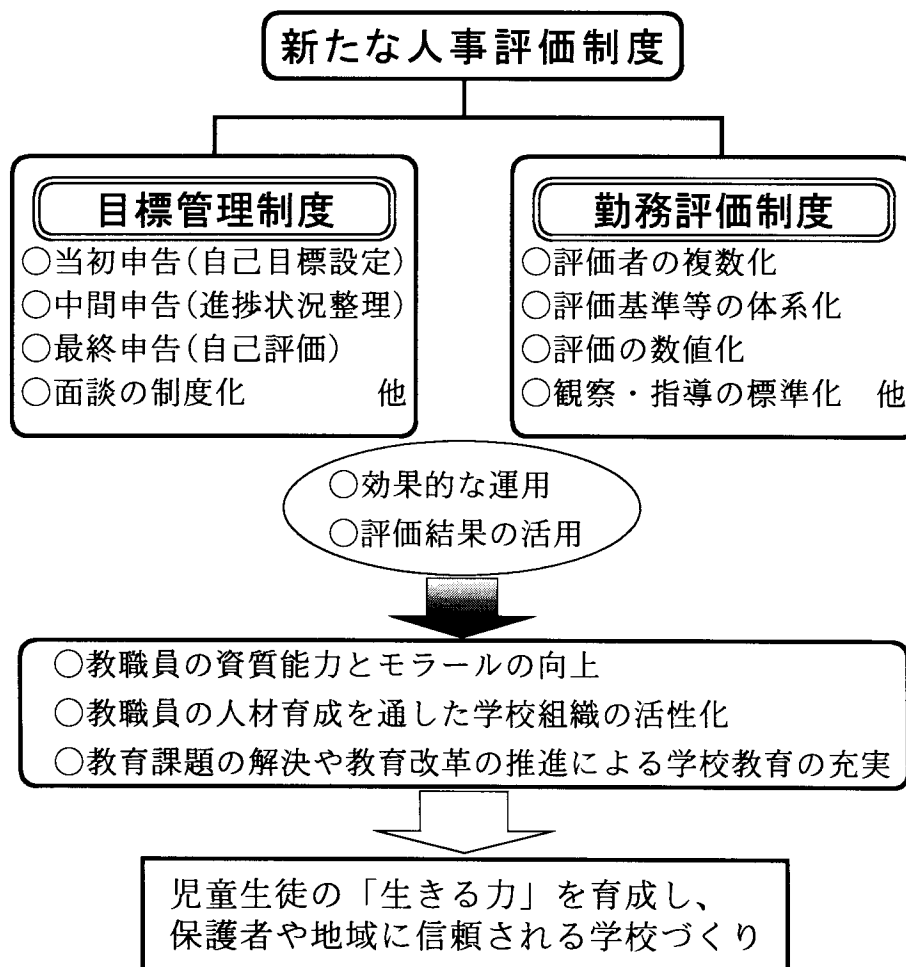 新たな人事評価制度
目標管理制度
○当初申告(自己目標設定)
○中間申告(進捗状況整理)
○最終申告(自己評価)
○面談の制度化 他
勤務評価制度
○評価者の複数化
○評価基準等の体系化
○評価の数値化
○観察・指導の標準化 他
○効果的な運用
○評価結果の活用
○教職員の資質能力とモラールの向上
○教職員の人材育成を通した学校組織の活性化
○教育課題の解決や教育改革の推進による学校教育の充実
児童生徒の「生きる力」を育成し、
保護者や地域に信頼される学校づくり